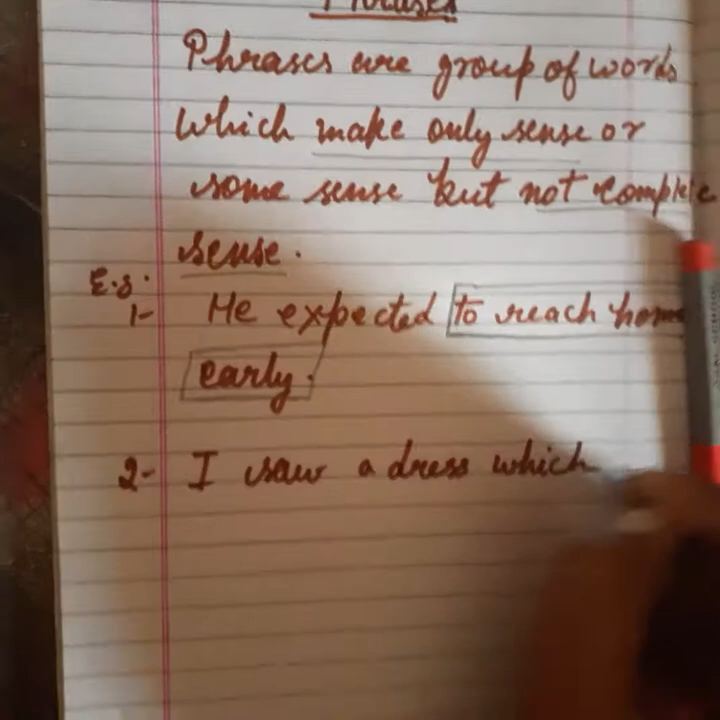 Phrases
Phrases are group of words
which make only sense or
some sense but not complete
sense.
E.g.
1- He expected to reach home
early.
2- I saw a dress which